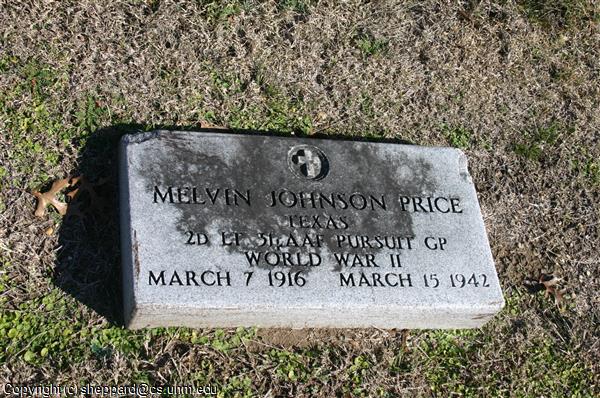 MELVIN JOHNSON PRICE
TEXAS
2D LT AAF PURSUIT GP
WORLD WAR II
MARCH 7 1916 MARCH 15 1942
Copyright (c) sheppard@cs.unm.edu